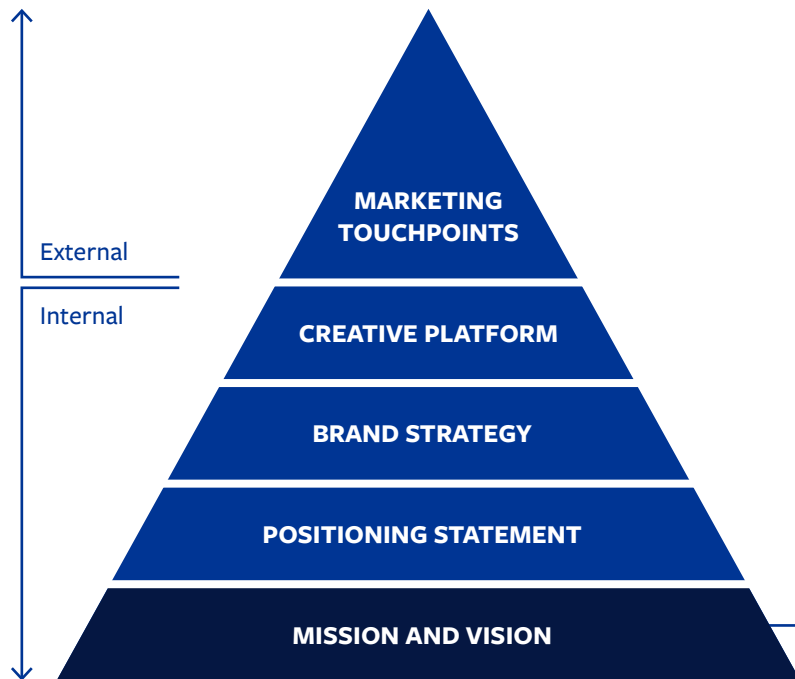 MARKETING
TOUCHPOINTS
External
Internal
CREATIVE PLATFORM
BRAND STRATEGY
POSITIONING STATEMENT
MISSION AND VISION